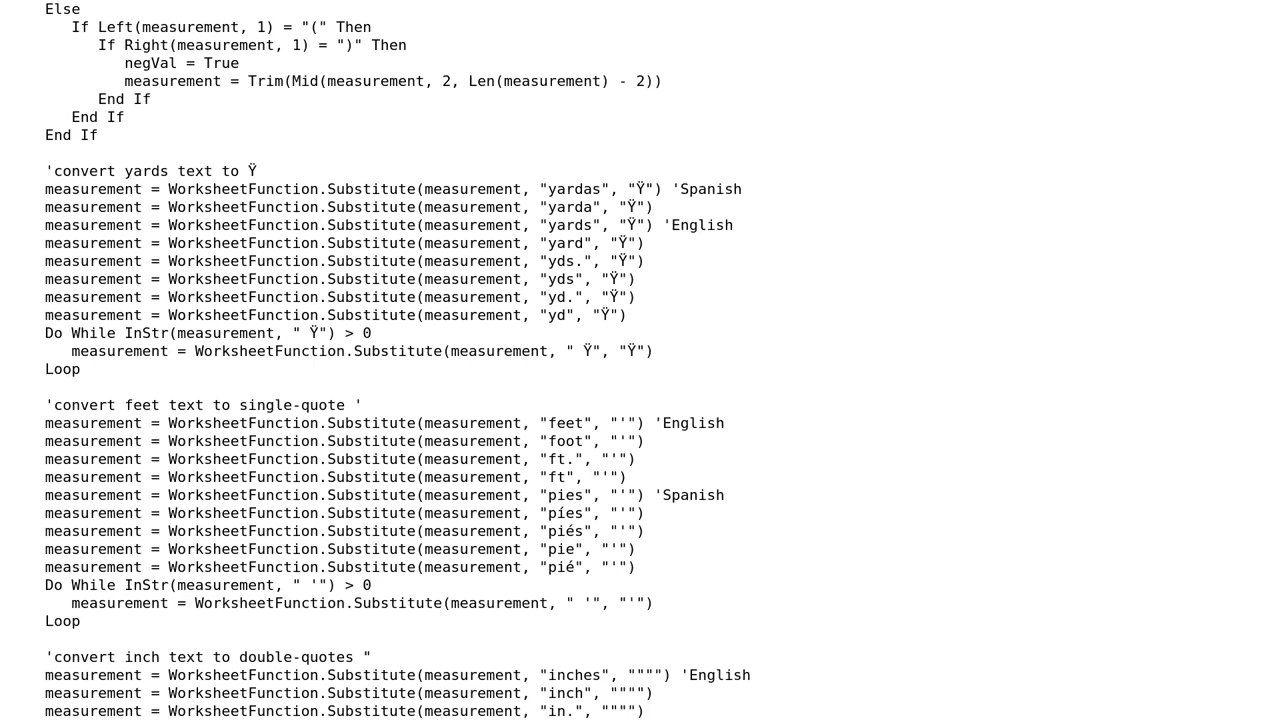 Else
   If Left(measurement, 1) = "(" Then
      If Right(measurement, 1) = ")" Then
         negVal = True
         measurement = Trim(Mid(measurement, 2, Len(measurement) - 2))
      End If
   End If
End If

'convert yards text to Ÿ
measurement = WorksheetFunction.Substitute(measurement, "yardas", "Ÿ") 'Spanish
measurement = WorksheetFunction.Substitute(measurement, "yarda", "Ÿ")
measurement = WorksheetFunction.Substitute(measurement, "yards", "Ÿ") 'English
measurement = WorksheetFunction.Substitute(measurement, "yard", "Ÿ")
measurement = WorksheetFunction.Substitute(measurement, "yds.", "Ÿ")
measurement = WorksheetFunction.Substitute(measurement, "yds", "Ÿ")
measurement = WorksheetFunction.Substitute(measurement, "yd.", "Ÿ")
measurement = WorksheetFunction.Substitute(measurement, "yd", "Ÿ")
Do While InStr(measurement, " Ÿ") > 0
   measurement = WorksheetFunction.Substitute(measurement, " Ÿ", "Ÿ")
Loop

'convert feet text to single-quote '
measurement = WorksheetFunction.Substitute(measurement, "feet", "'") 'English
measurement = WorksheetFunction.Substitute(measurement, "foot", "'")
measurement = WorksheetFunction.Substitute(measurement, "ft.", "'")
measurement = WorksheetFunction.Substitute(measurement, "ft", "'")
measurement = WorksheetFunction.Substitute(measurement, "pies", "'") 'Spanish
measurement = WorksheetFunction.Substitute(measurement, "píes", "'")
measurement = WorksheetFunction.Substitute(measurement, "piés", "'")
measurement = WorksheetFunction.Substitute(measurement, "pie", "'")
measurement = WorksheetFunction.Substitute(measurement, "pié", "'")
Do While InStr(measurement, " '") > 0
   measurement = WorksheetFunction.Substitute(measurement, " '", "'")
Loop

'convert inch text to double-quotes "
measurement = WorksheetFunction.Substitute(measurement, "inches", """") 'English
measurement = WorksheetFunction.Substitute(measurement, "inch", """")
measurement = WorksheetFunction.Substitute(measurement, "in.", """")